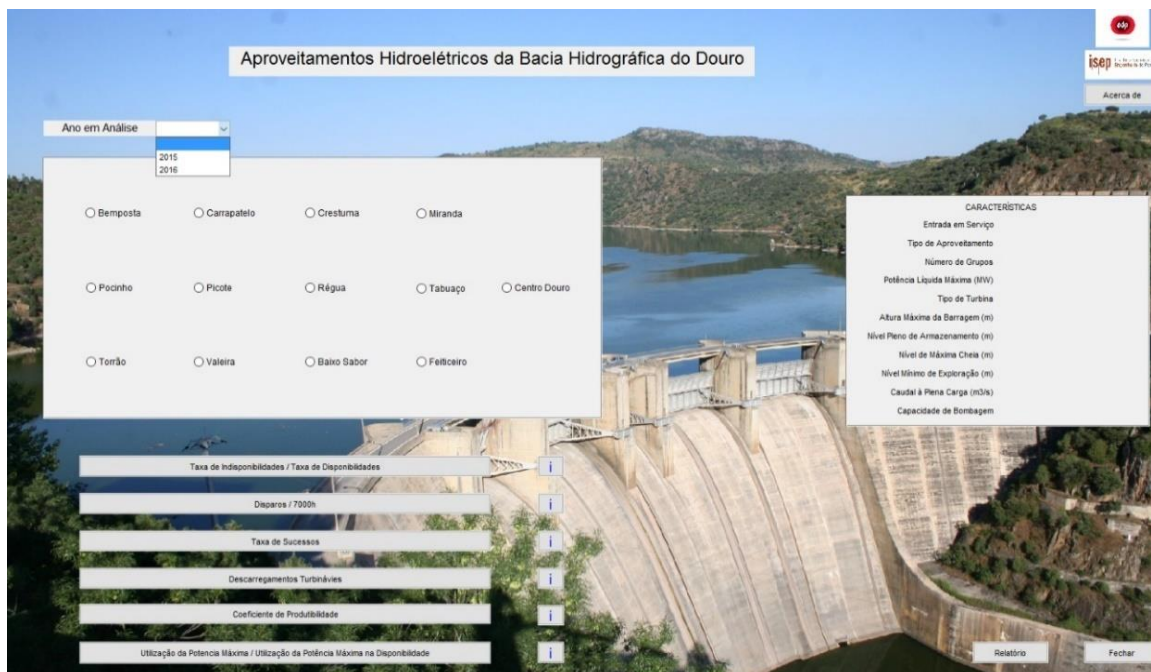 edp
Aproveitamentos Hidroelétricos da Bacia Hidrográfica do Douro
isep
Acerca de
Ano em Análise
2015
2016
Bemposta
Carrapatelo
Crestuma
Miranda
Pocinho
Picote
Régua
Tabuaço
Centro Douro
Torrão
Valeira
Baixo Sabor
Feiticeiro
CARACTERÍSTICAS
Entrada em Serviço
Tipo de Aproveitamento
Número de Grupos
Potência Líquida Máxima (MW)
Tipo de Turbina
Altura Máxima da Barragem (m)
Nível Pleno de Armazenamento (m)
Nível de Máxima Cheia (m)
Nível Mínimo de Exploração (m)
Caudal à Plena Carga (m3/s)
Capacidade de Bombagem
Taxa de Indisponibilidades / Taxa de Disponibilidades i
Disparos / 7000h i
Taxa de Sucessos i
Descarregamentos Turbinávies i
Coeficiente de Produtibilidade i
Utilização da Potencia Máxima / Utilização da Potência Máxima na Disponibilidade i
Relatório
Fechar